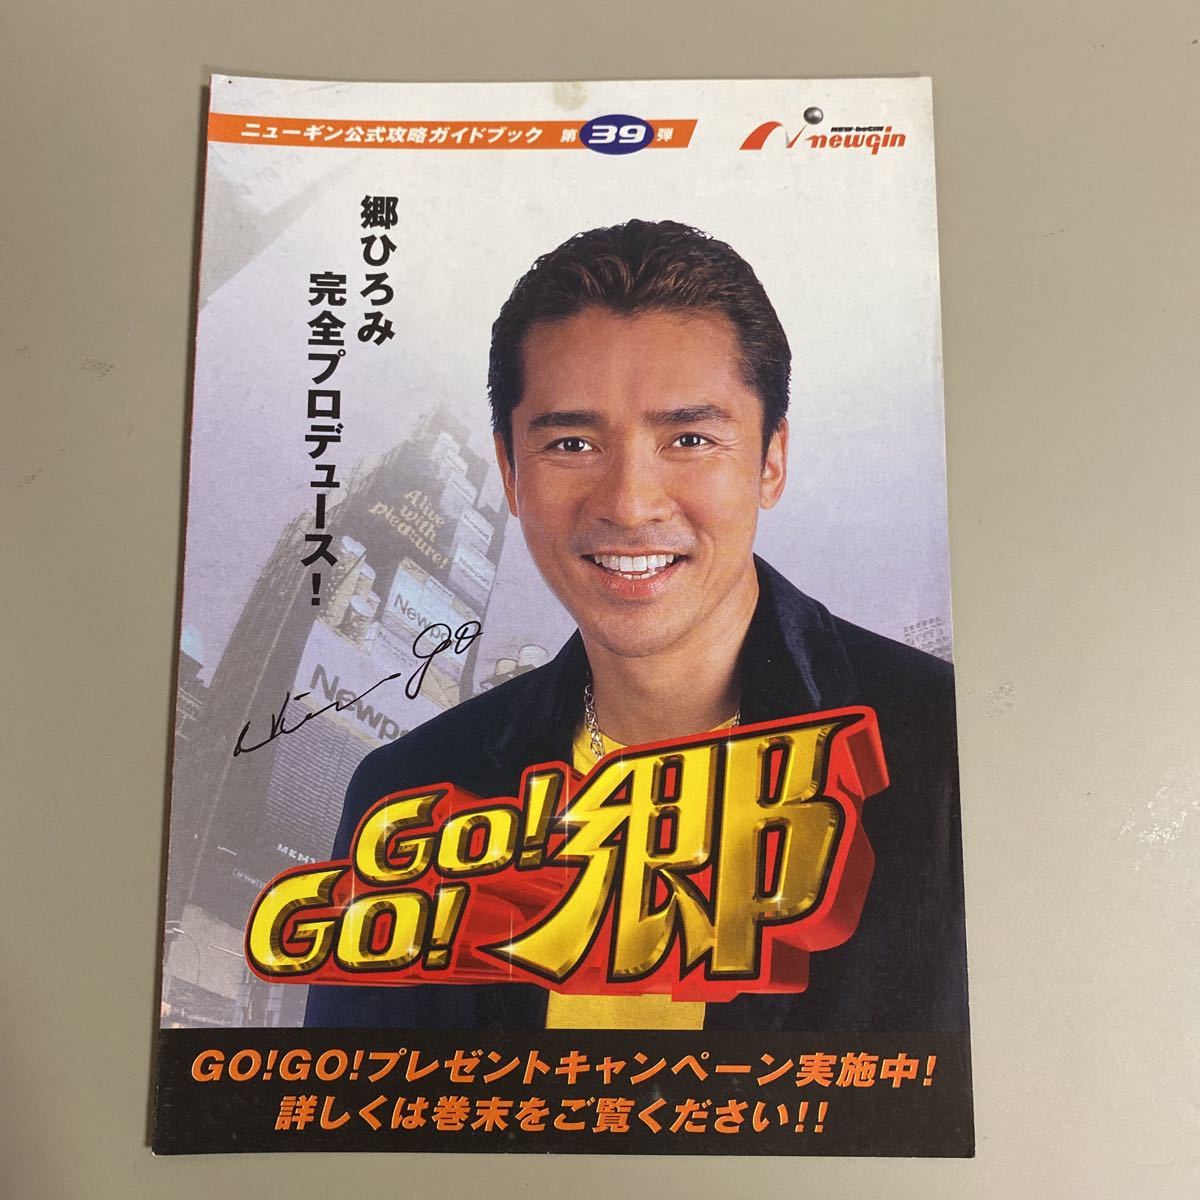 ニューギン公式攻略ガイドブック 第39弾
NEW-beGIN
newgin
郷ひろみ
完全プロデュース!
Alive
with
pleasure!
Newport
Newpo
Hiromi go
GO!
GO!郷
GO!GO!プレゼントキャンペーン実施中!
詳しくは巻末をご覧ください!!